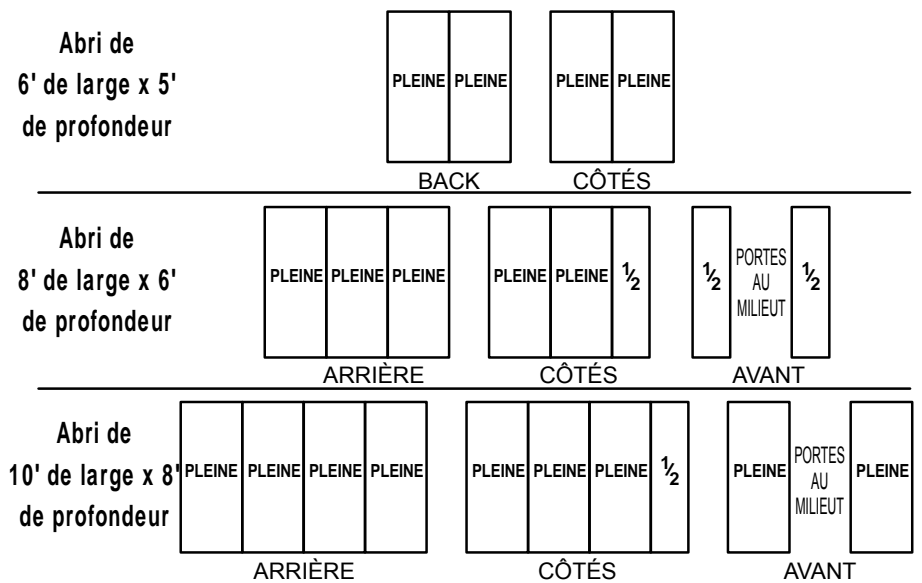 Abri de
6' de large x 5'
de profondeur
PLEINE PLEINE PLEINE PLEINE
BACK CÔTÉS
Abri de
8' de large x 6'
de profondeur
PLEINE PLEINE PLEINE PLEINE PLEINE ½ ½ PORTES AU MILIEUT ½
ARRIÈRE CÔTÉS AVANT
Abri de
10' de large x 8'
de profondeur
PLEINE PLEINE PLEINE PLEINE PLEINE PLEINE PLEINE ½ PLEINE PORTES AU MILIEUT PLEINE
ARRIÈRE CÔTÉS AVANT